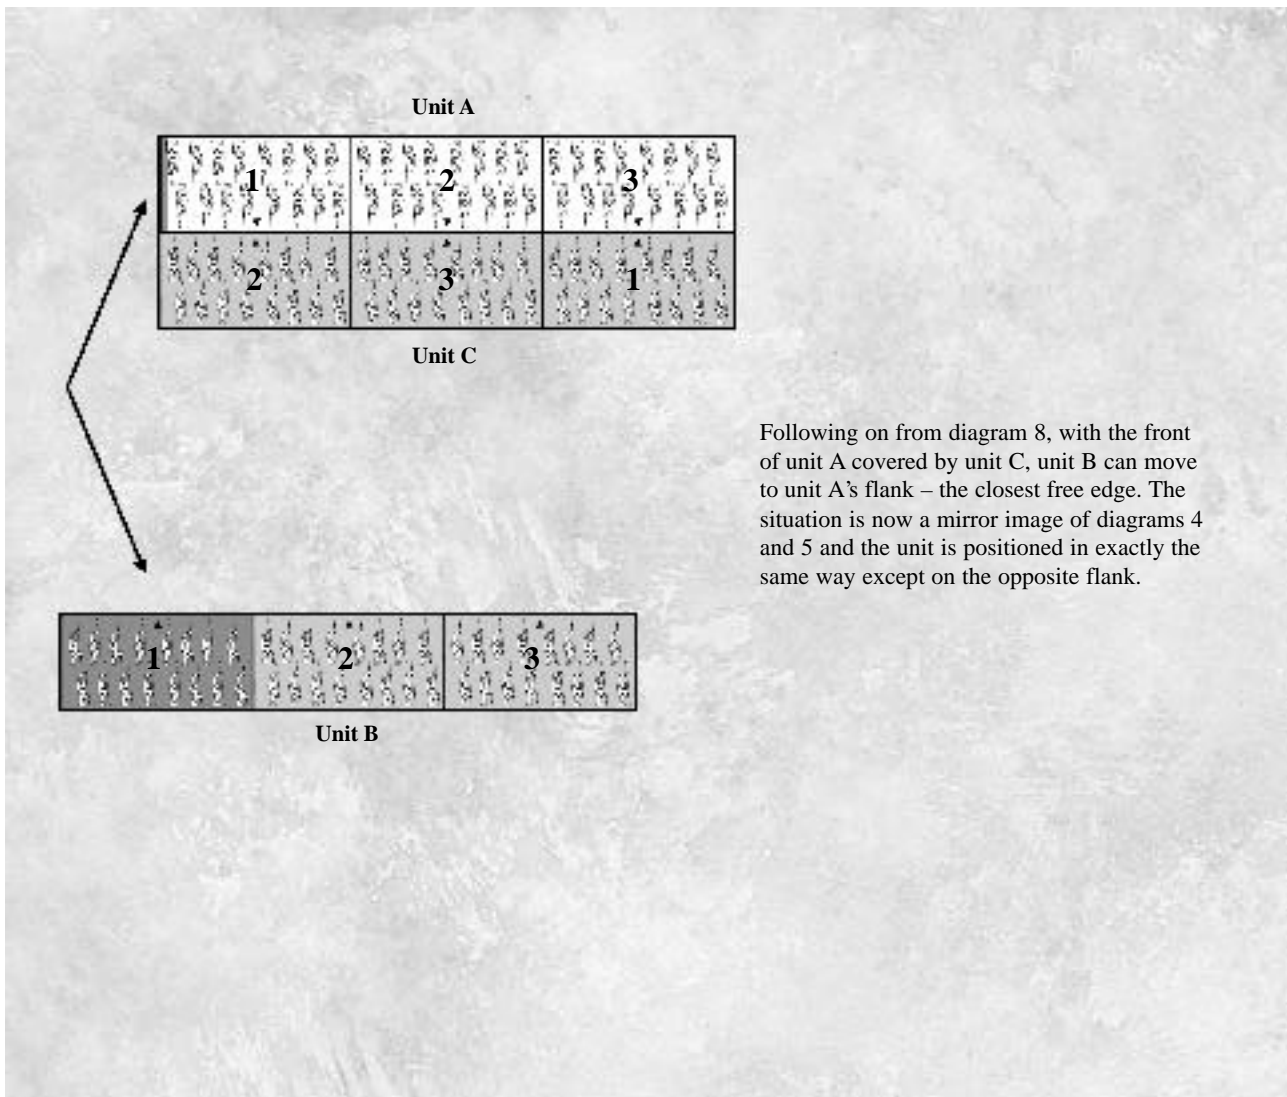 Unit A
1 2 3
2 3 1
Unit C
Following on from diagram 8, with the front
of unit A covered by unit C, unit B can move
to unit A’s flank – the closest free edge. The
situation is now a mirror image of diagrams 4
and 5 and the unit is positioned in exactly the
same way except on the opposite flank.
1 2 3
Unit B